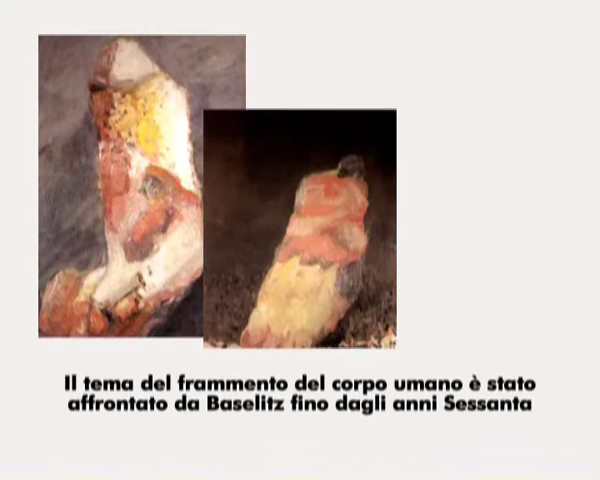 Il tema del frammento del corpo umano è stato
affrontato da Baselitz fino dagli anni Sessanta